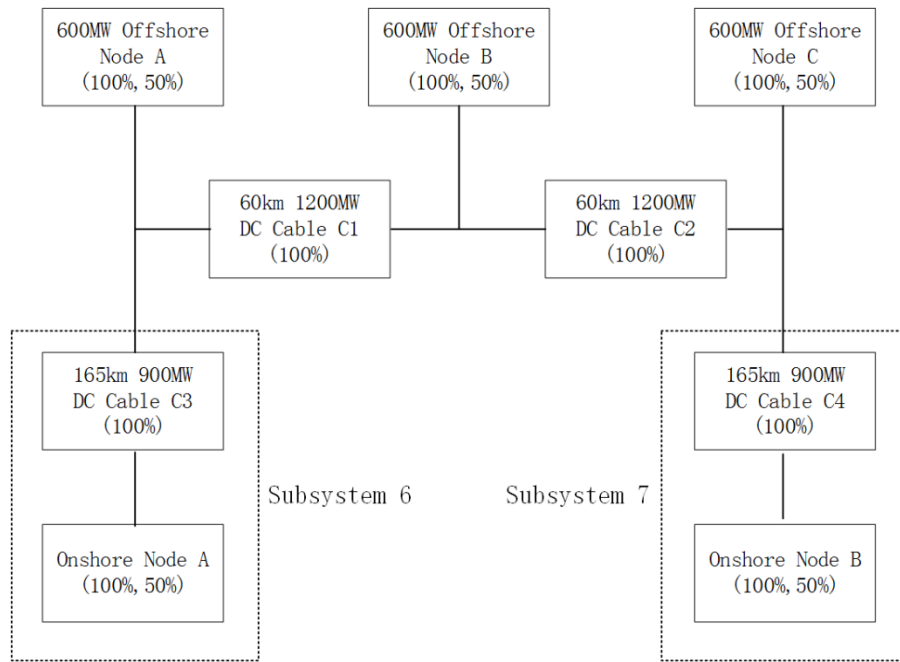 600MW Offshore
Node A
(100%,50%)
600MW Offshore
Node B
(100%,50%)
600MW Offshore
Node C
(100%,50%)
60km 1200MW
DC Cable C1
(100%)
60km 1200MW
DC Cable C2
(100%)
165km 900MW
DC Cable C3
(100%)
165km 900MW
DC Cable C4
(100%)
Subsystem 6
Subsystem 7
Onshore Node A
(100%,50%)
Onshore Node B
(100%,50%)